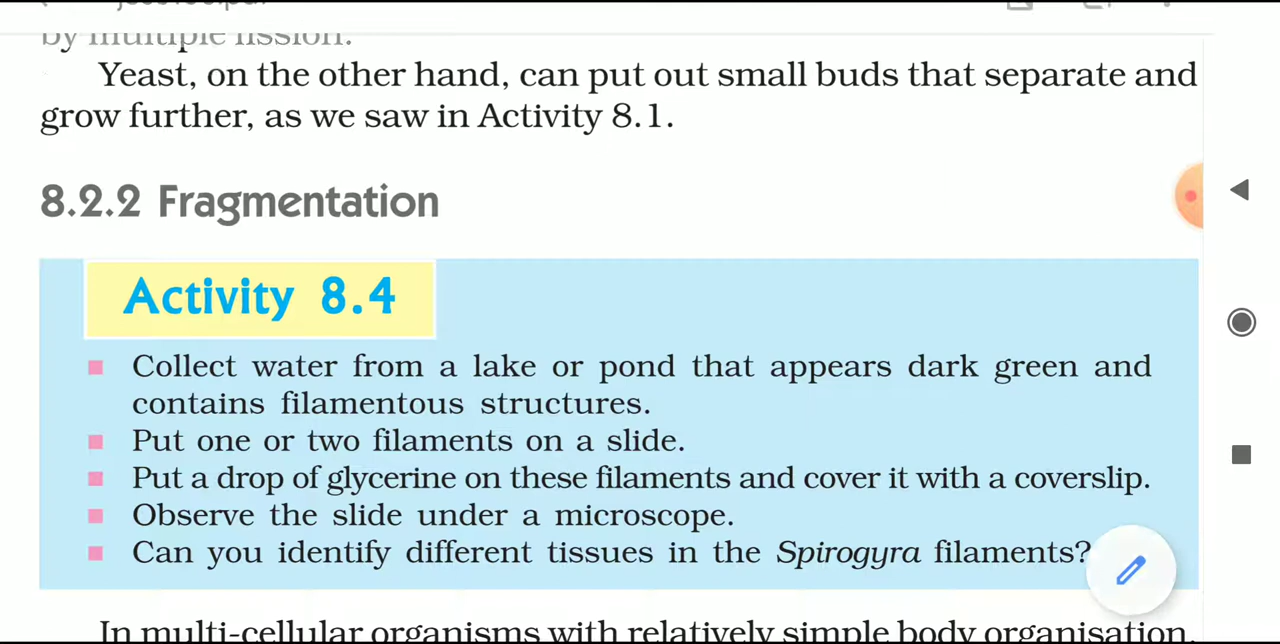 by multiple fission.
Yeast, on the other hand, can put out small buds that separate and
grow further, as we saw in Activity 8.1.
8.2.2 Fragmentation
Activity 8.4
Collect water from a lake or pond that appears dark green and
contains filamentous structures.
Put one or two filaments on a slide.
Put a drop of glycerine on these filaments and cover it with a coverslip.
Observe the slide under a microscope.
Can you identify different tissues in the Spirogyra filaments?
In multi-cellular organisms with relatively simple body organisation,